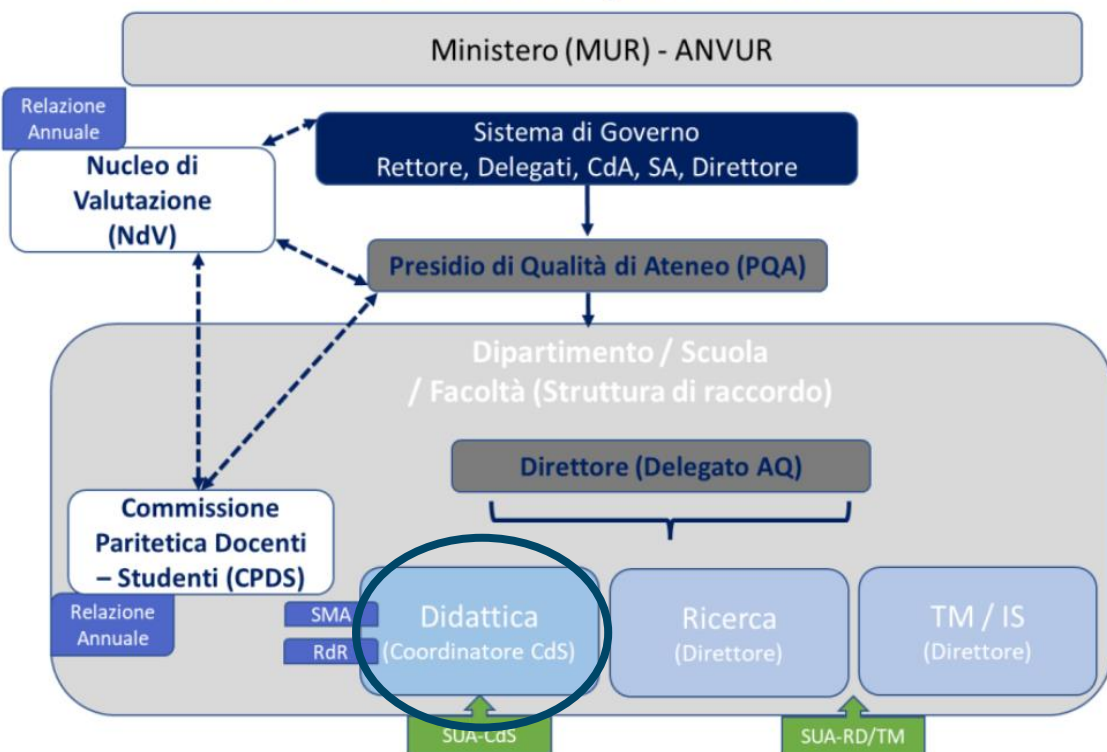 Ministero (MUR) - ANVUR
Relazione
Annuale
Nucleo di
Valutazione
(NdV)
Sistema di Governo
Rettore, Delegati, CdA, SA, Direttore
Presidio di Qualità di Ateneo (PQA)
Dipartimento / Scuola
/ Facoltà (Struttura di raccordo)
Direttore (Delegato AQ)
Commissione
Paritetica Docenti
– Studenti (CPDS)
Relazione
Annuale
SMA
RdR
Didattica
(Coordinatore CdS)
Ricerca
(Direttore)
TM / IS
(Direttore)
SUA-CdS
SUA-RD/TM